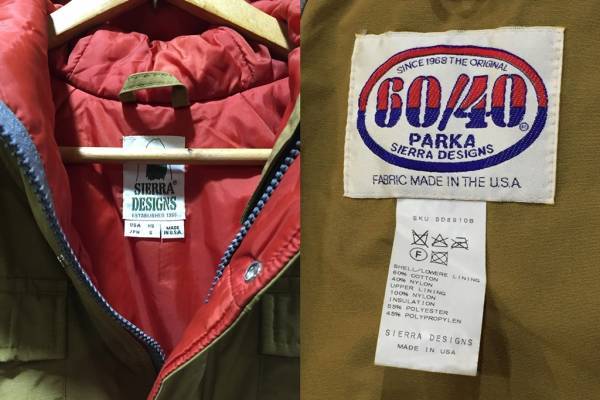 SIERRA®
DESIGNS
ESTABLISHED 1965
USA
JPN
MADE
IN U.S.A.
SINCE 1968 THE ORIGINAL
60/40®
PARKA
SIERRA DESIGNS
FABRIC MADE IN THE U.S.A.
SKU SD8910B
F
SHELL/LOWERE LINING
60% COTTON
40% NYLON
UPPER LINING
100% NYLON
INSULATION
55% POLYESTER
45% POLYPROPYLEN
SIERRA DESIGNS
MADE IN USA